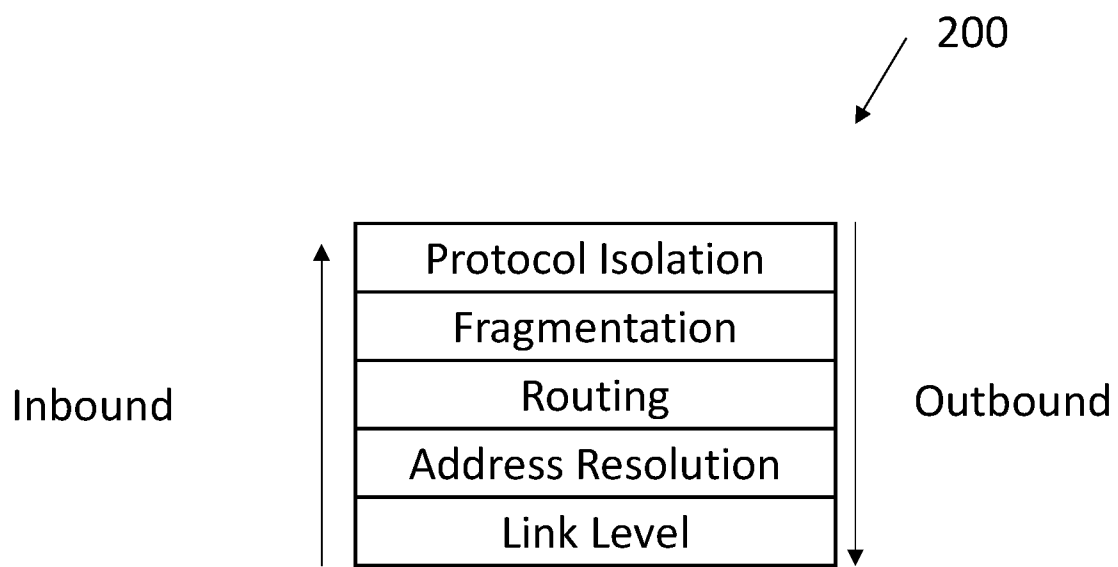 200
Protocol Isolation
Fragmentation
Routing
Inbound
Outbound
Address Resolution
Link Level